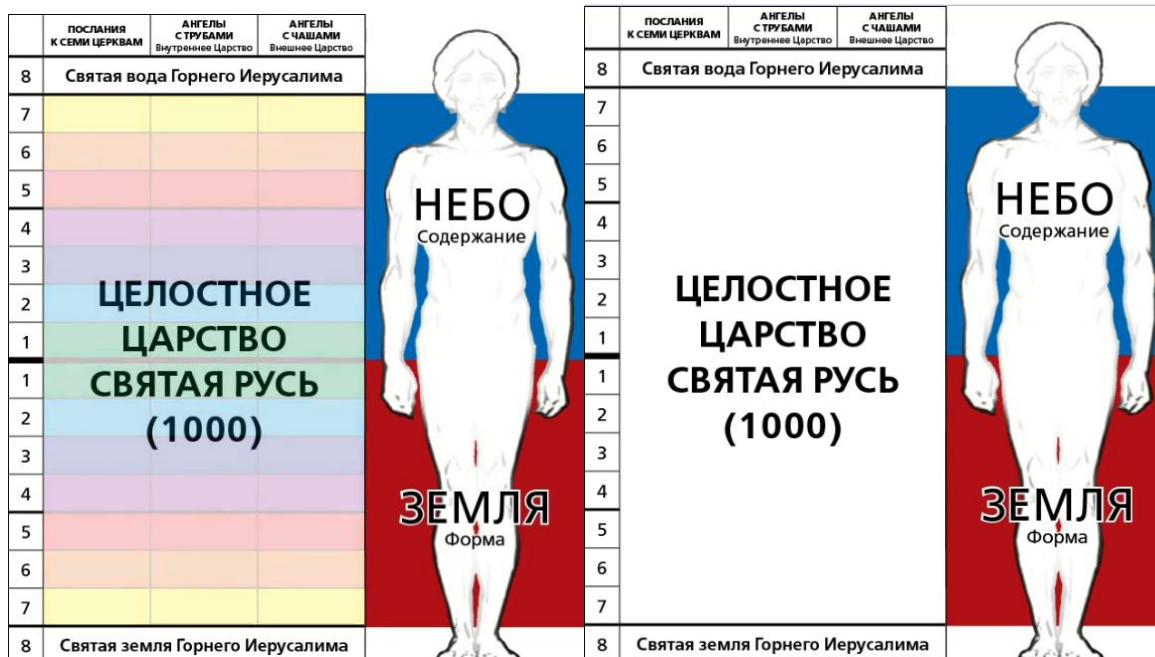 ПОСЛАНИЯ
К СЕМИ ЦЕРКВАМ
АНГЕЛЫ
С ТРУБАМИ
Внутреннее Царство
АНГЕЛЫ
С ЧАШАМИ
Внешнее Царство
8 Святая вода Горнего Иерусалима
7
6
5
4
3
2
1
1
2
3
4
5
6
7
ЦЕЛОСТНОЕ
ЦАРСТВО
СВЯТАЯ РУСЬ
(1000)
8 Святая земля Горнего Иерусалима
НЕБО
Содержание
ЗЕМЛЯ
Форма
ПОСЛАНИЯ
К СЕМИ ЦЕРКВАМ
АНГЕЛЫ
С ТРУБАМИ
Внутреннее Царство
АНГЕЛЫ
С ЧАШАМИ
Внешнее Царство
8 Святая вода Горнего Иерусалима
7
6
5
4
3
2
1
1
2
3
4
5
6
7
ЦЕЛОСТНОЕ
ЦАРСТВО
СВЯТАЯ РУСЬ
(1000)
8 Святая земля Горнего Иерусалима
НЕБО
Содержание
ЗЕМЛЯ
Форма